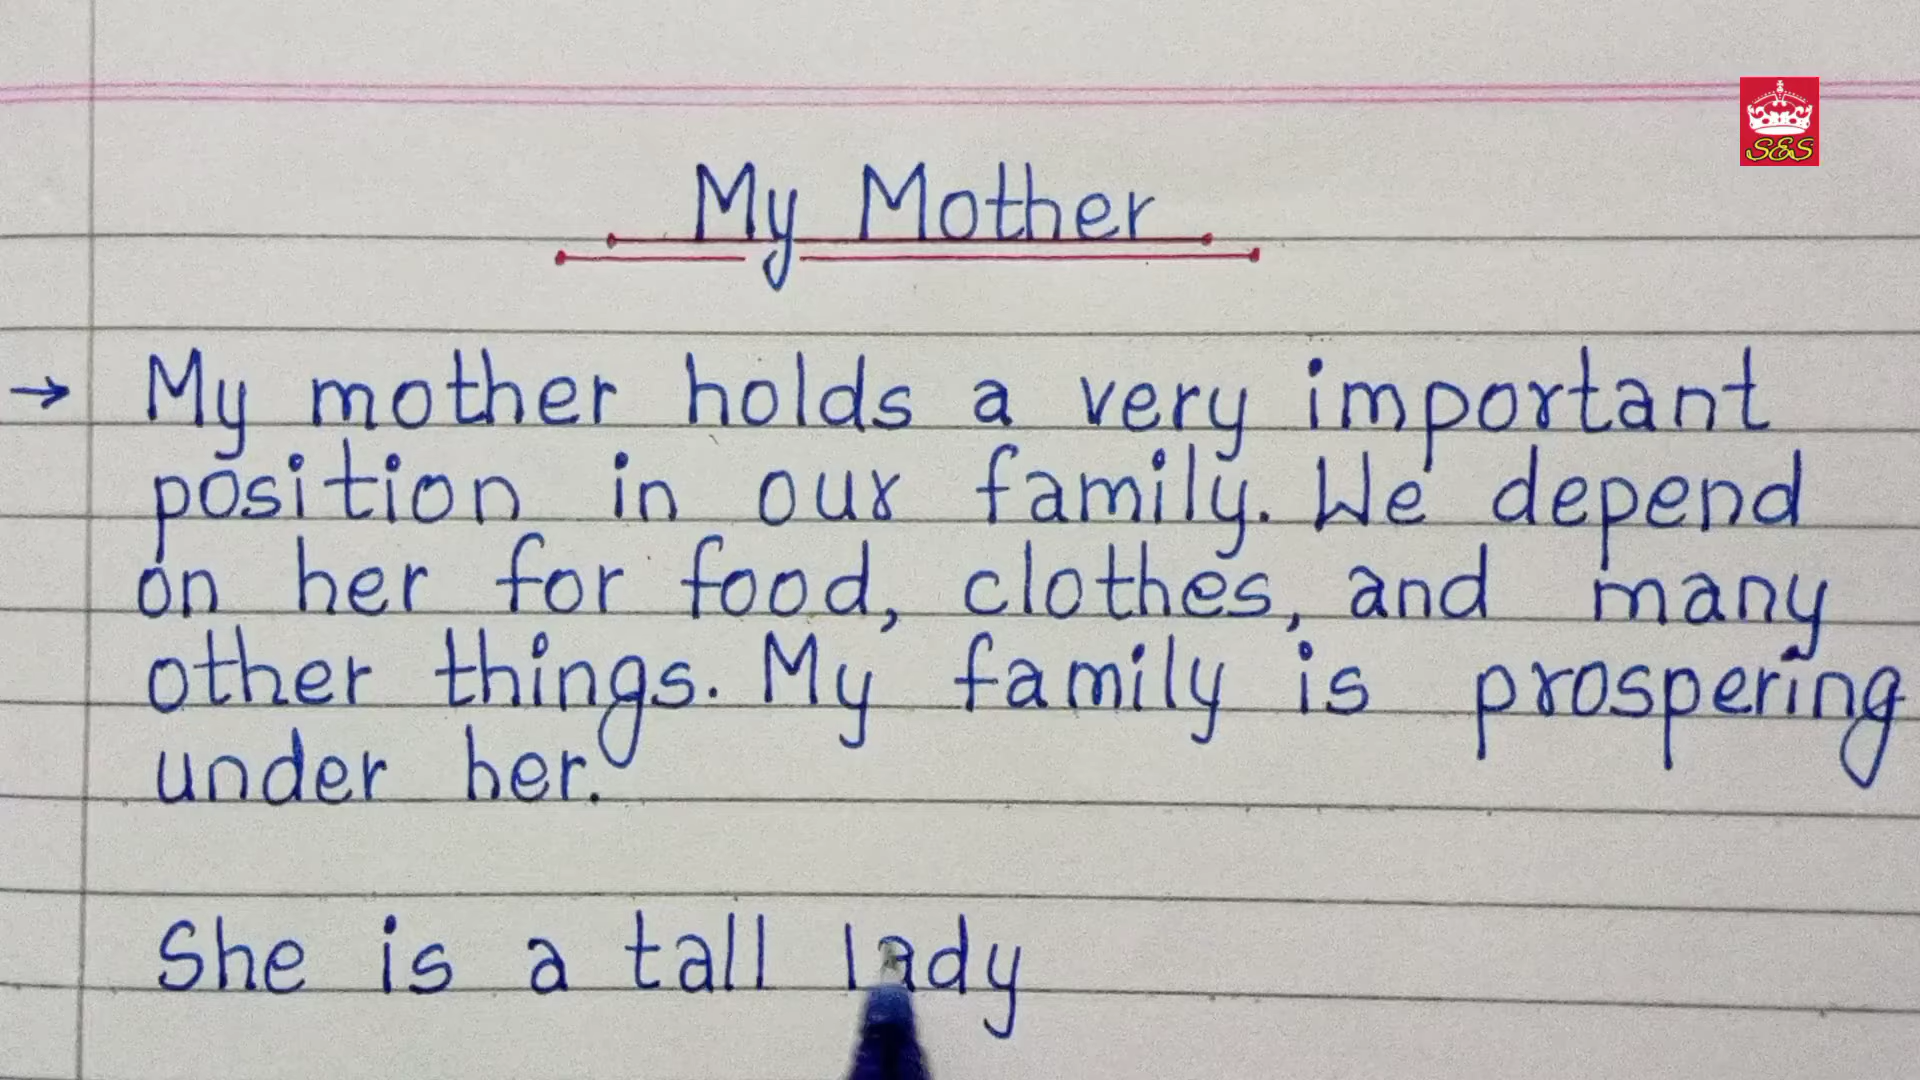 S&S
My Mother
→ My mother holds a very important
position in our family. We depend
on her for food, clothes, and many
other things. My family is prospering
under her.
She is a tall lady